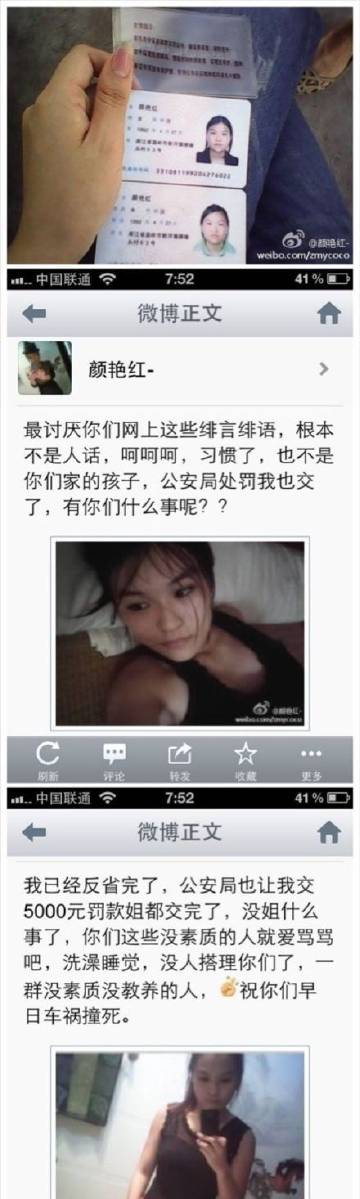 颜艳红
颜艳红
@颜艳红-
weibo.com/zmycoco
中国联通
7:52
41%
微博正文
颜艳红-
最讨厌你们网上这些绯言绯语，根本
不是人话，呵呵呵，习惯了，也不是
你们家的孩子，公安局处罚我也交
了，有你们什么事呢？？
@颜艳红-
weibo.com/zmycoco
刷新 评论 转发 收藏 更多
中国联通
7:52
41%
微博正文
我已经反省完了，公安局也让我交
5000元罚款姐都交完了，没姐什么
事了，你们这些没素质的人就爱骂骂
吧，洗澡睡觉，没人搭理你们了，一
群没素质没教养的人，祝你们早
日车祸撞死。